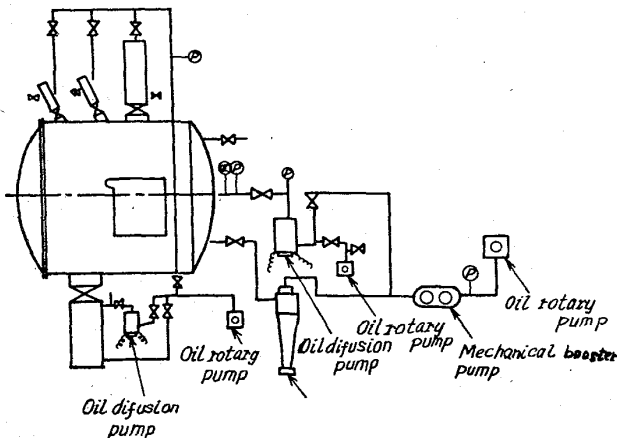 P
P
P
P
Oil rotary
pump
Oil rotary
pump
Oil difusion
pump
Oil rotarg
pump
Mechanical booster
pump
Oil difusion
pump